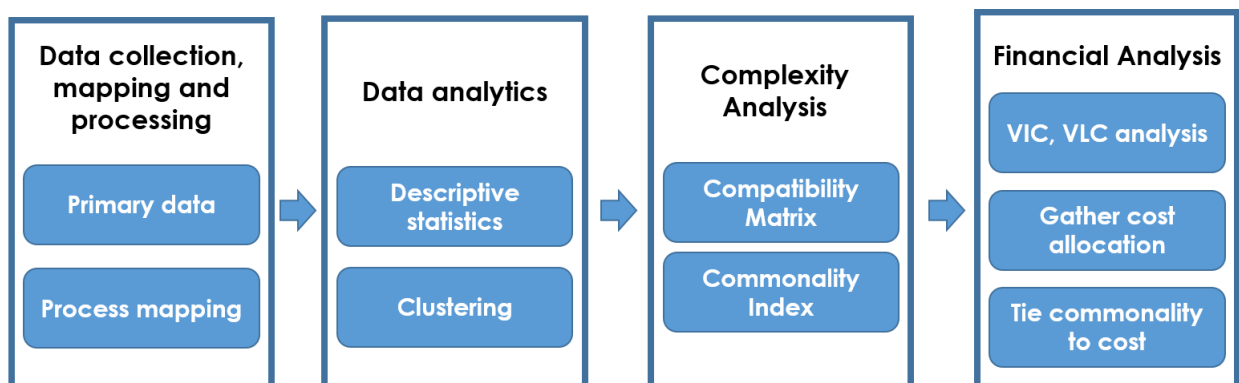 Data collection,
mapping and
processing
Primary data
Process mapping
Data analytics
Descriptive
statistics
Clustering
Complexity
Analysis
Compatibility
Matrix
Commonality
Index
Financial Analysis
VIC, VLC analysis
Gather cost
allocation
Tie commonality
to cost